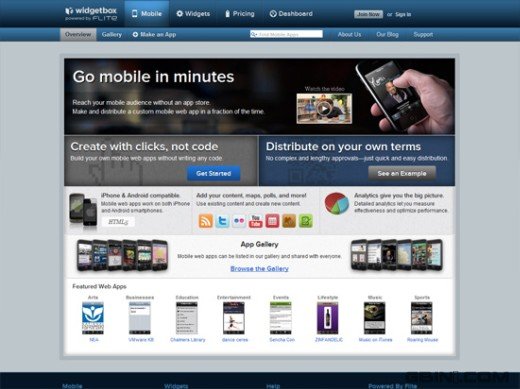 widgetbox
powered by FLITE
Mobile
Widgets
Pricing
Dashboard
Join Now or Sign In
Overview
Gallery
Make an App
Find Mobile Apps
About Us
Our Blog
Support
Go mobile in minutes
Reach your mobile audience without an app store.
Make and distribute a custom mobile web app in a fraction of the time.
Watch the video
Create with clicks, not code
Build your own mobile web apps without writing any code.
Get Started
Distribute on your own terms
No complex and lengthy approvals—just quick and easy distribution.
See an Example
iPhone & Android compatible.
Mobile web apps work on both iPhone
and Android smartphones.
HTML5
Add your content, maps, polls, and more!
Use existing content and create new content.
You Tube
Analytics give you the big picture.
Detailed analytics let you measure
effectiveness and optimize performance.
App Gallery
Mobile web apps can be listed in our gallery and shared with everyone.
Browse the Gallery
Featured Web Apps
Arts
Businesses
Education
Entertainment
Events
Lifestyle
Music
Sports
NEA
VMware KB
Chamera Library
dance ceres
Sencha Con
ZINFANDELIC
Music on iTunes
Roaring Mouse
Mobile
Widgets
Help
Powered By Flite